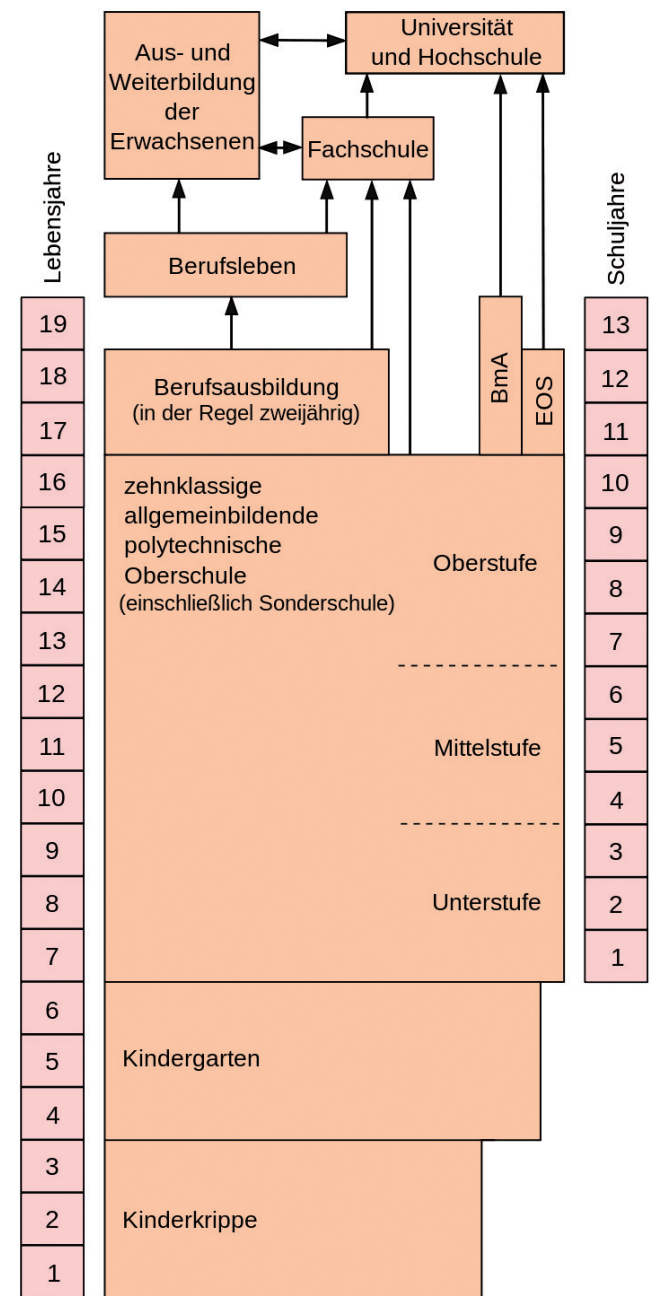 Universität
und Hochschule
Aus- und
Weiterbildung
der
Erwachsenen
Fachschule
Berufsleben
Lebensjahre
Schuljahre
19
13
18
Berufsausbildung
(in der Regel zweijährig)
BmA
EOS
12
17
11
16
zehnklassige
allgemeinbildende
polytechnische
Oberschule
(einschließlich Sonderschule)
Oberstufe
10
15
9
14
8
13
7
12
6
11
Mittelstufe
5
10
4
9
3
8
Unterstufe
2
7
1
6
5
Kindergarten
4
3
2
Kinderkrippe
1